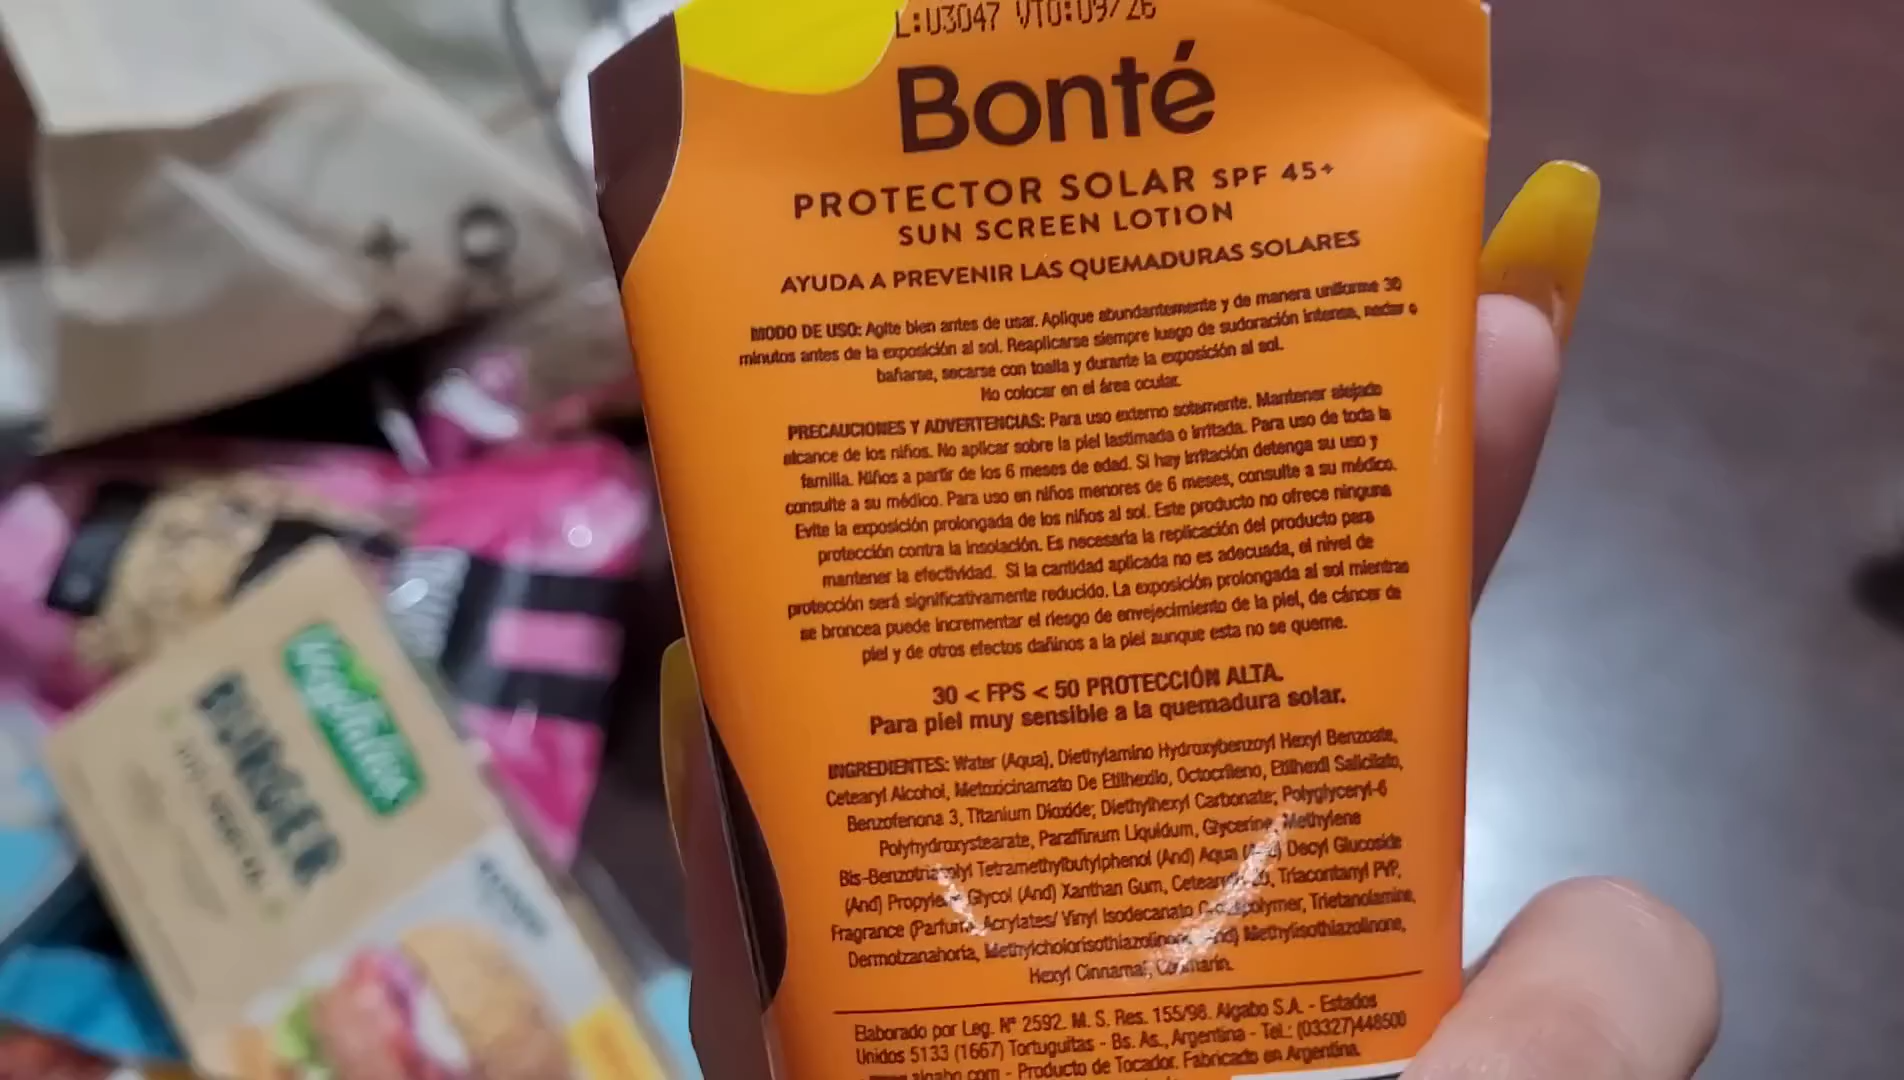 L:U3047 VTO:09/26
Bonté
PROTECTOR SOLAR SPF 45+
SUN SCREEN LOTION
AYUDA A PREVENIR LAS QUEMADURAS SOLARES
MODO DE USO: Agite bien antes de usar. Aplique abundantemente y de manera uniforme 30
minutos antes de la exposición al sol. Reaplicarse siempre luego de sudoración intensa, nadar o
bañarse, secarse con toalla y durante la exposición al sol.
No colocar en el área ocular.
PRECAUCIONES Y ADVERTENCIAS: Para uso externo solamente. Mantener alejado
alcance de los niños. No aplicar sobre la piel lastimada o irritada. Para uso de toda la
familia. Niños a partir de los 6 meses de edad. Si hay irritación detenga su uso y
consulte a su médico. Para uso en niños menores de 6 meses, consulte a su médico.
Evite la exposición prolongada de los niños al sol. Este producto no ofrece ninguna
protección contra la insolación. Es necesaria la replicación del producto para
mantener la efectividad. Si la cantidad aplicada no es adecuada, el nivel de
protección será significativamente reducido. La exposición prolongada al sol mientras
se broncea puede incrementar el riesgo de envejecimiento de la piel, de cáncer de
piel y de otros efectos dañinos a la piel aunque esta no se queme.
30 < FPS < 50 PROTECCIÓN ALTA.
Para piel muy sensible a la quemadura solar.
INGREDIENTES: Water (Aqua), Diethylamino Hydroxybenzoyl Hexyl Benzoate,
Cetearyl Alcohol, Metoxicinamato De Etilhexilo, Octocrileno, Etilhexil Salicilato,
Benzofenona 3, Titanium Dioxide; Diethylhexyl Carbonate; Polyglyceryl-6
Polyhydroxystearate, Paraffinum Liquidum, Glycerine, Methylene
Bis-Benzotriazolyl Tetramethylbutylphenol (And) Aqua (And) Decyl Glucoside
(And) Propylene Glycol (And) Xanthan Gum, Triacontanyl PVP,
Fragrance (Parfum), Acrylates/ Vinyl Isodecanato Crosspolymer, Trietanolamine,
Dermolzanahoria, Methylcholorisothiazolinone (And) Methylisothiazolinone,
Hexyl Cinnamal, Coumarin.
Elaborado por Leg. Nº 2592. M. S. Res. 155/98. Algabo S.A. - Estados
Unidos 5133 (1667) Tortuguitas - Bs. As., Argentina - Tel.: (03327)448500
www.algabo.com - Producto de Tocador. Fabricado en Argentina
Vegetalex
BURGER